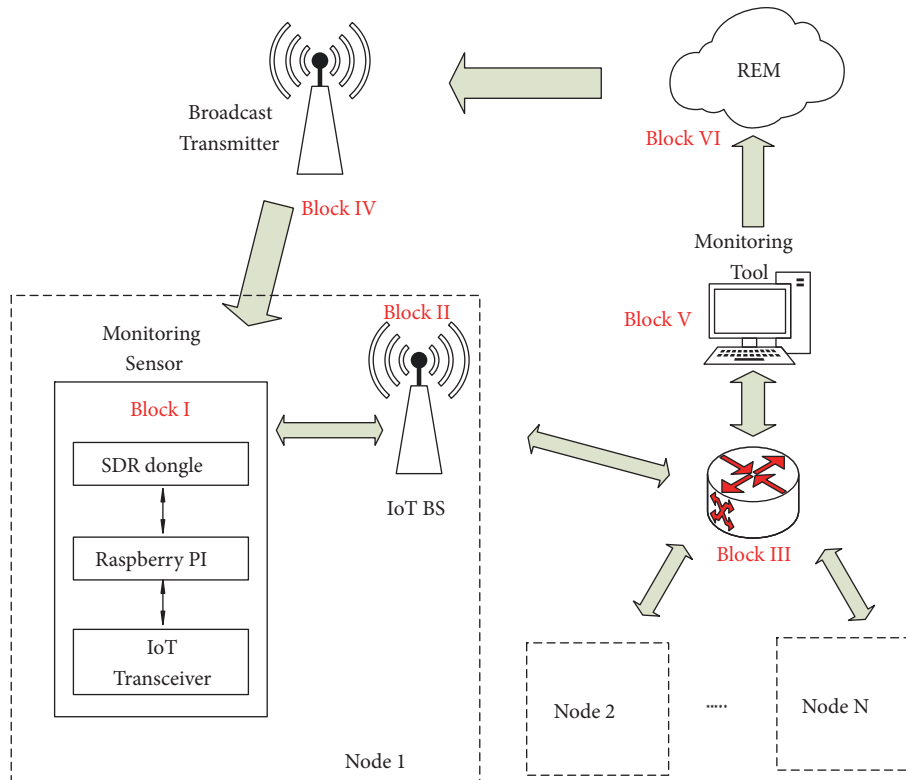 REM
Broadcast
Transmitter
Block VI
Block IV
Monitoring
Tool
Block II
Block V
Monitoring
Sensor
Block I
SDR dongle
IoT BS
Raspberry PI
Block III
IoT
Transceiver
Node 2
.....
Node N
Node 1